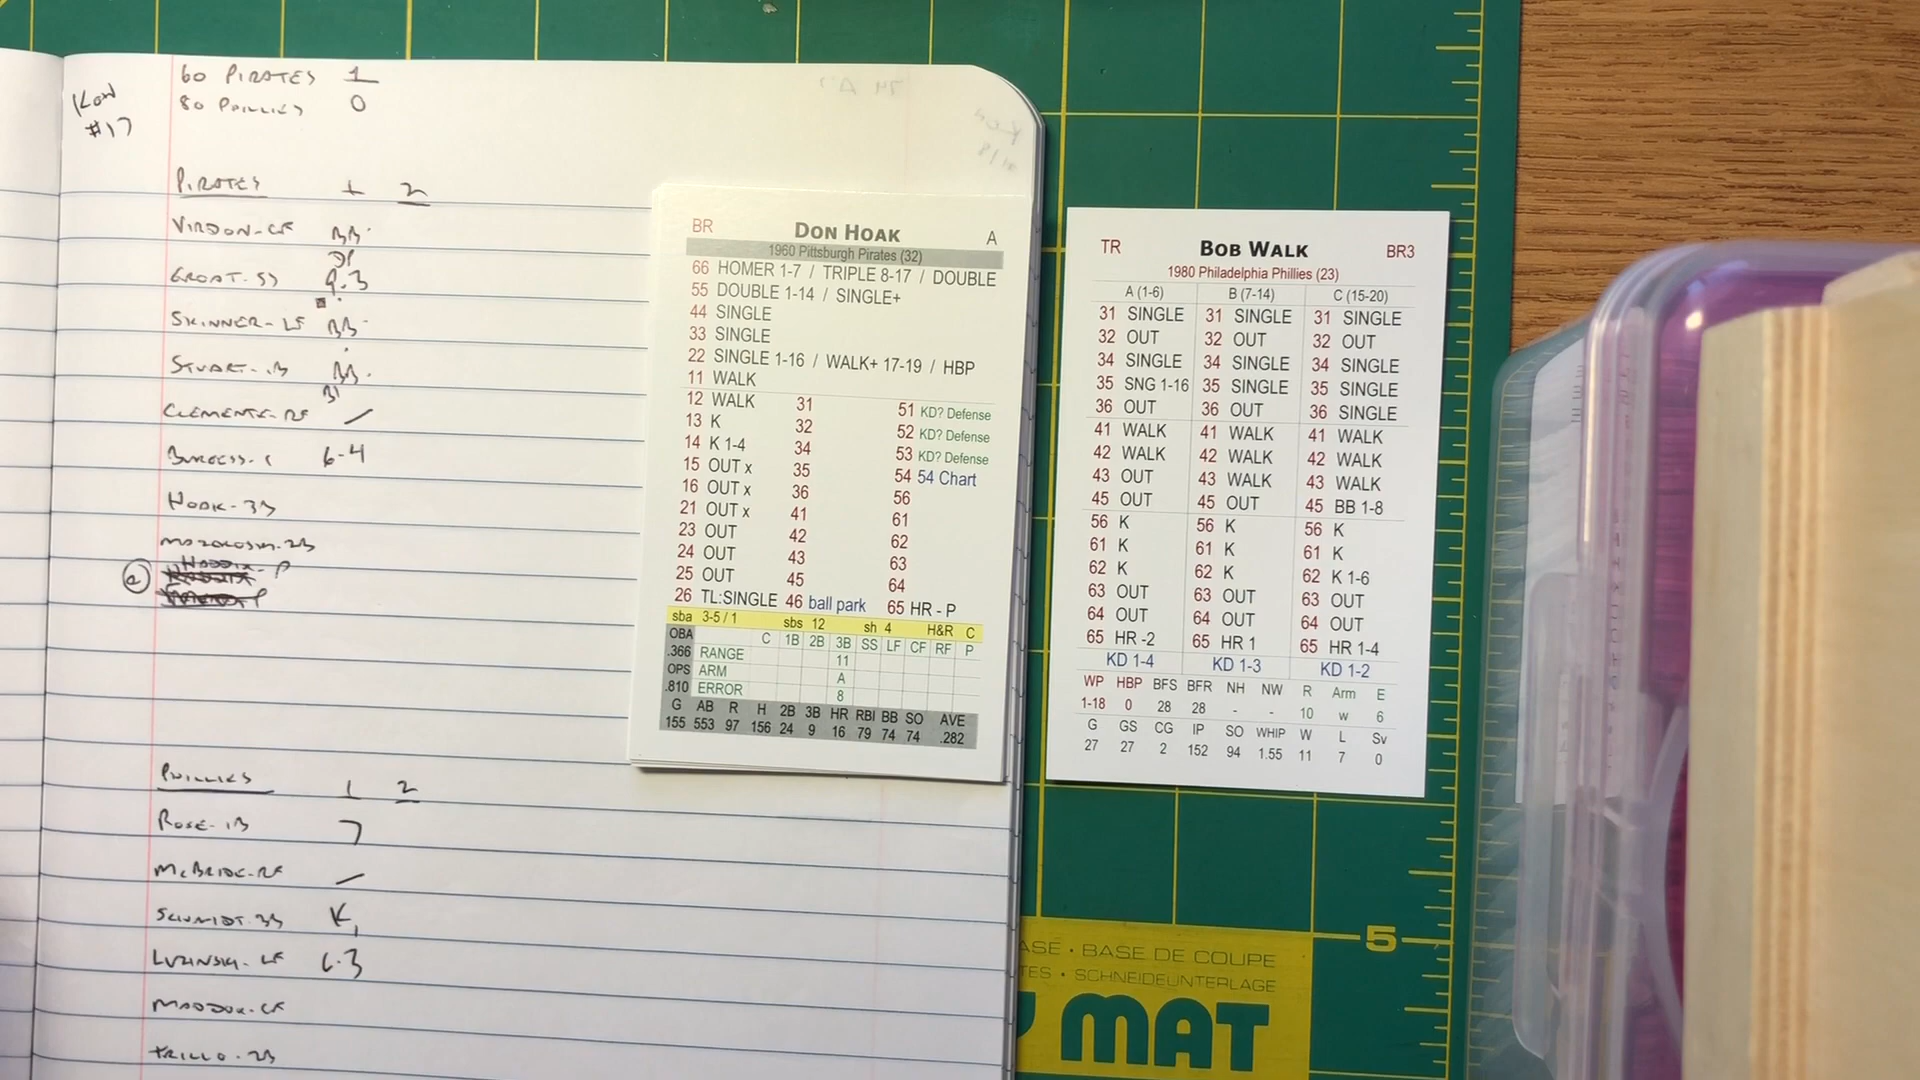 60 PIRATES 1
80 PHILLIES 0
#17
PIRATES 1 2
VIRDON-CF BB
GROAT-SS 9.3
SKINNER-LF BB
STUART-1B BB
CLEMENTE-RF
BURGESS-C 6-4
HOAK-3B
MAZEROSKI-2B
HADDIX-P
PHILLIES 1 2
ROSE-1B 7
McBRIDE-RF
SCHMIDT-3B K
LUZINSKI-LF 6.3
MADDOX-CF
TRILLO-2B
BR DON HOAK A
1960 Pittsburgh Pirates (32)
66 HOMER 1-7 / TRIPLE 8-17 / DOUBLE
55 DOUBLE 1-14 / SINGLE+
44 SINGLE
33 SINGLE
22 SINGLE 1-16 / WALK+ 17-19 / HBP
11 WALK
12 WALK 31 51 KD? Defense
13 K 32 52 KD? Defense
14 K 1-4 34 53 KD? Defense
15 OUT x 35 54 54 Chart
16 OUT x 36 56
21 OUT x 41 61
23 OUT 42 62
24 OUT 43 63
25 OUT 45 64
26 TL:SINGLE 46 ball park 65 HR - P
sba 3-5 / 1 sbs 12 sh 4 H&R C
OBA C 1B 2B 3B SS LF CF RF P
.366 RANGE 11
OPS ARM A
.810 ERROR 8
G AB R H 2B 3B HR RBI BB SO AVE
155 553 97 156 24 9 16 79 74 74 .282
TR BOB WALK BR3
1980 Philadelphia Phillies (23)
A (1-6) B (7-14) C (15-20)
31 SINGLE 31 SINGLE 31 SINGLE
32 OUT 32 OUT 32 OUT
34 SINGLE 34 SINGLE 34 SINGLE
35 SNG 1-16 35 SINGLE 35 SINGLE
36 OUT 36 OUT 36 SINGLE
41 WALK 41 WALK 41 WALK
42 WALK 42 WALK 42 WALK
43 OUT 43 WALK 43 WALK
45 OUT 45 OUT 45 BB 1-8
56 K 56 K 56 K
61 K 61 K 61 K
62 K 62 K 62 K 1-6
63 OUT 63 OUT 63 OUT
64 OUT 64 OUT 64 OUT
65 HR -2 65 HR 1 65 HR 1-4
KD 1-4 KD 1-3 KD 1-2
WP HBP BFS BFR NH NW R Arm E
1-18 0 28 28 - - 10 w 6
G GS CG IP SO WHIP W L Sv
27 27 2 152 94 1.55 11 7 0
5
BASE DE COUPE
SCHNEIDEUNTERLAGE
MAT